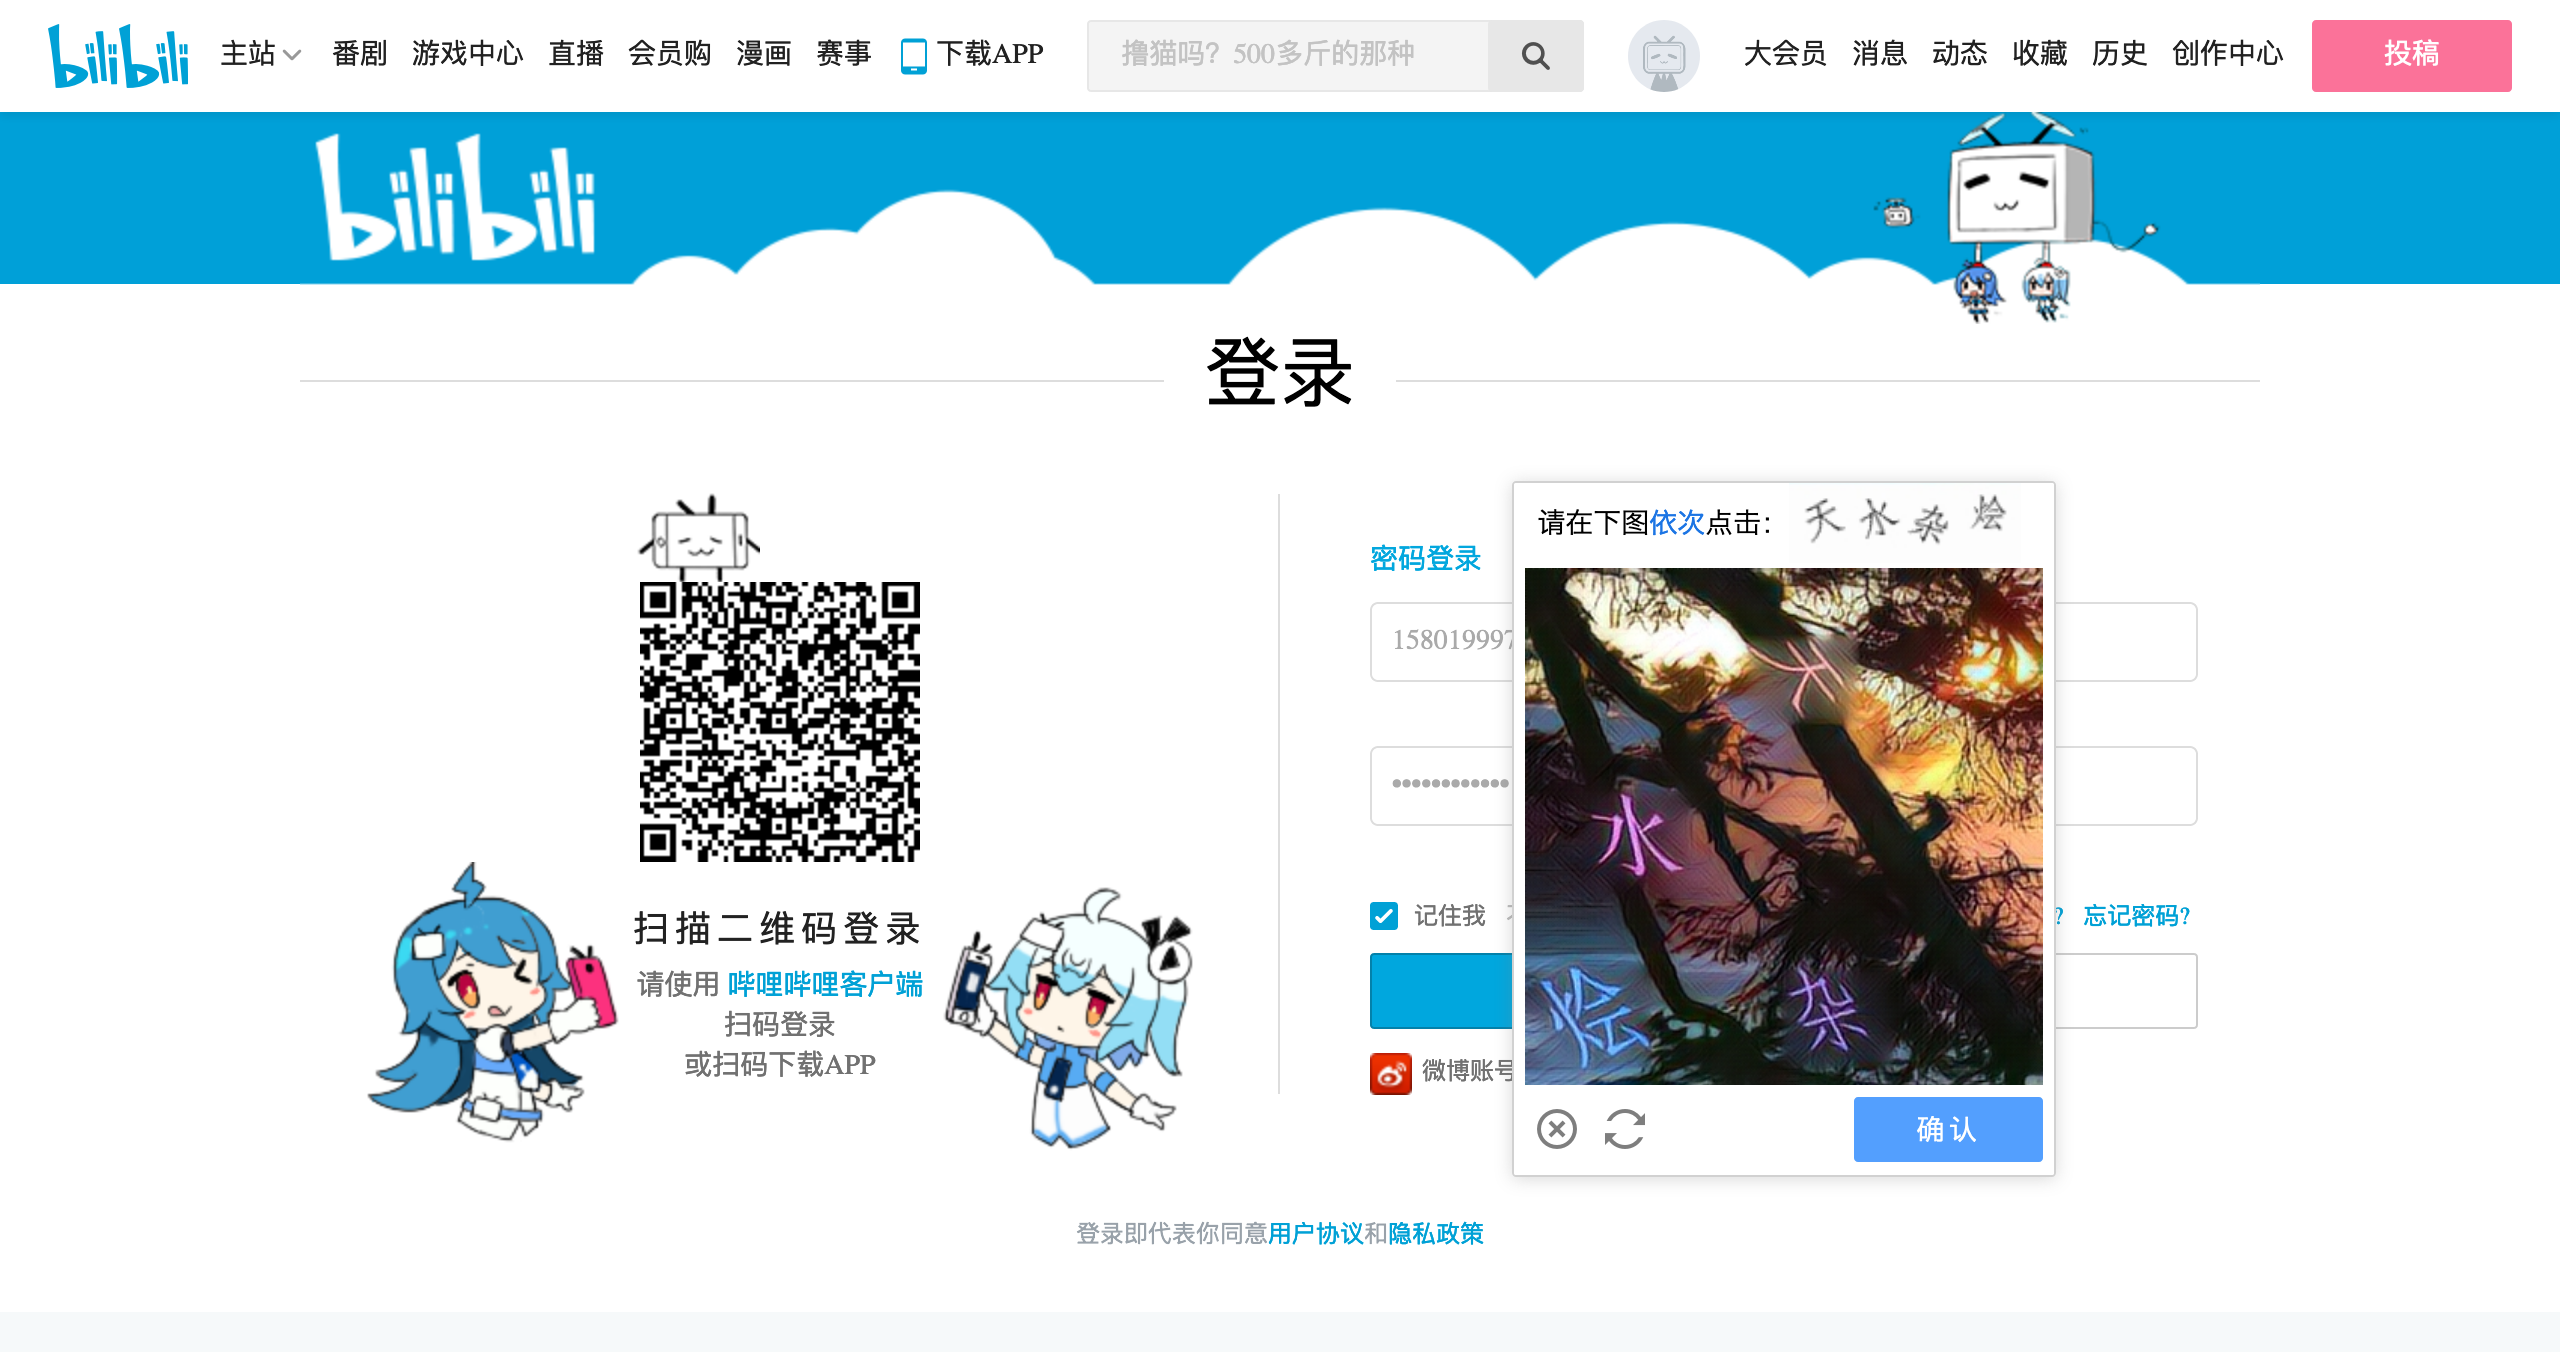 bilibili 主站 番剧 游戏中心 直播 会员购 漫画 赛事 下载APP 撸猫吗？500多斤的那种 大会员 消息 动态 收藏 历史 创作中心 投稿
bilibili
登录
扫描二维码登录
请使用 哔哩哔哩客户端
扫码登录
或扫码下载APP
密码登录
15801999
••••••••••••
记住我
? 忘记密码?
微博账号
请在下图依次点击：天水杂烩
天
水
烩
杂
确认
登录即代表你同意用户协议和隐私政策